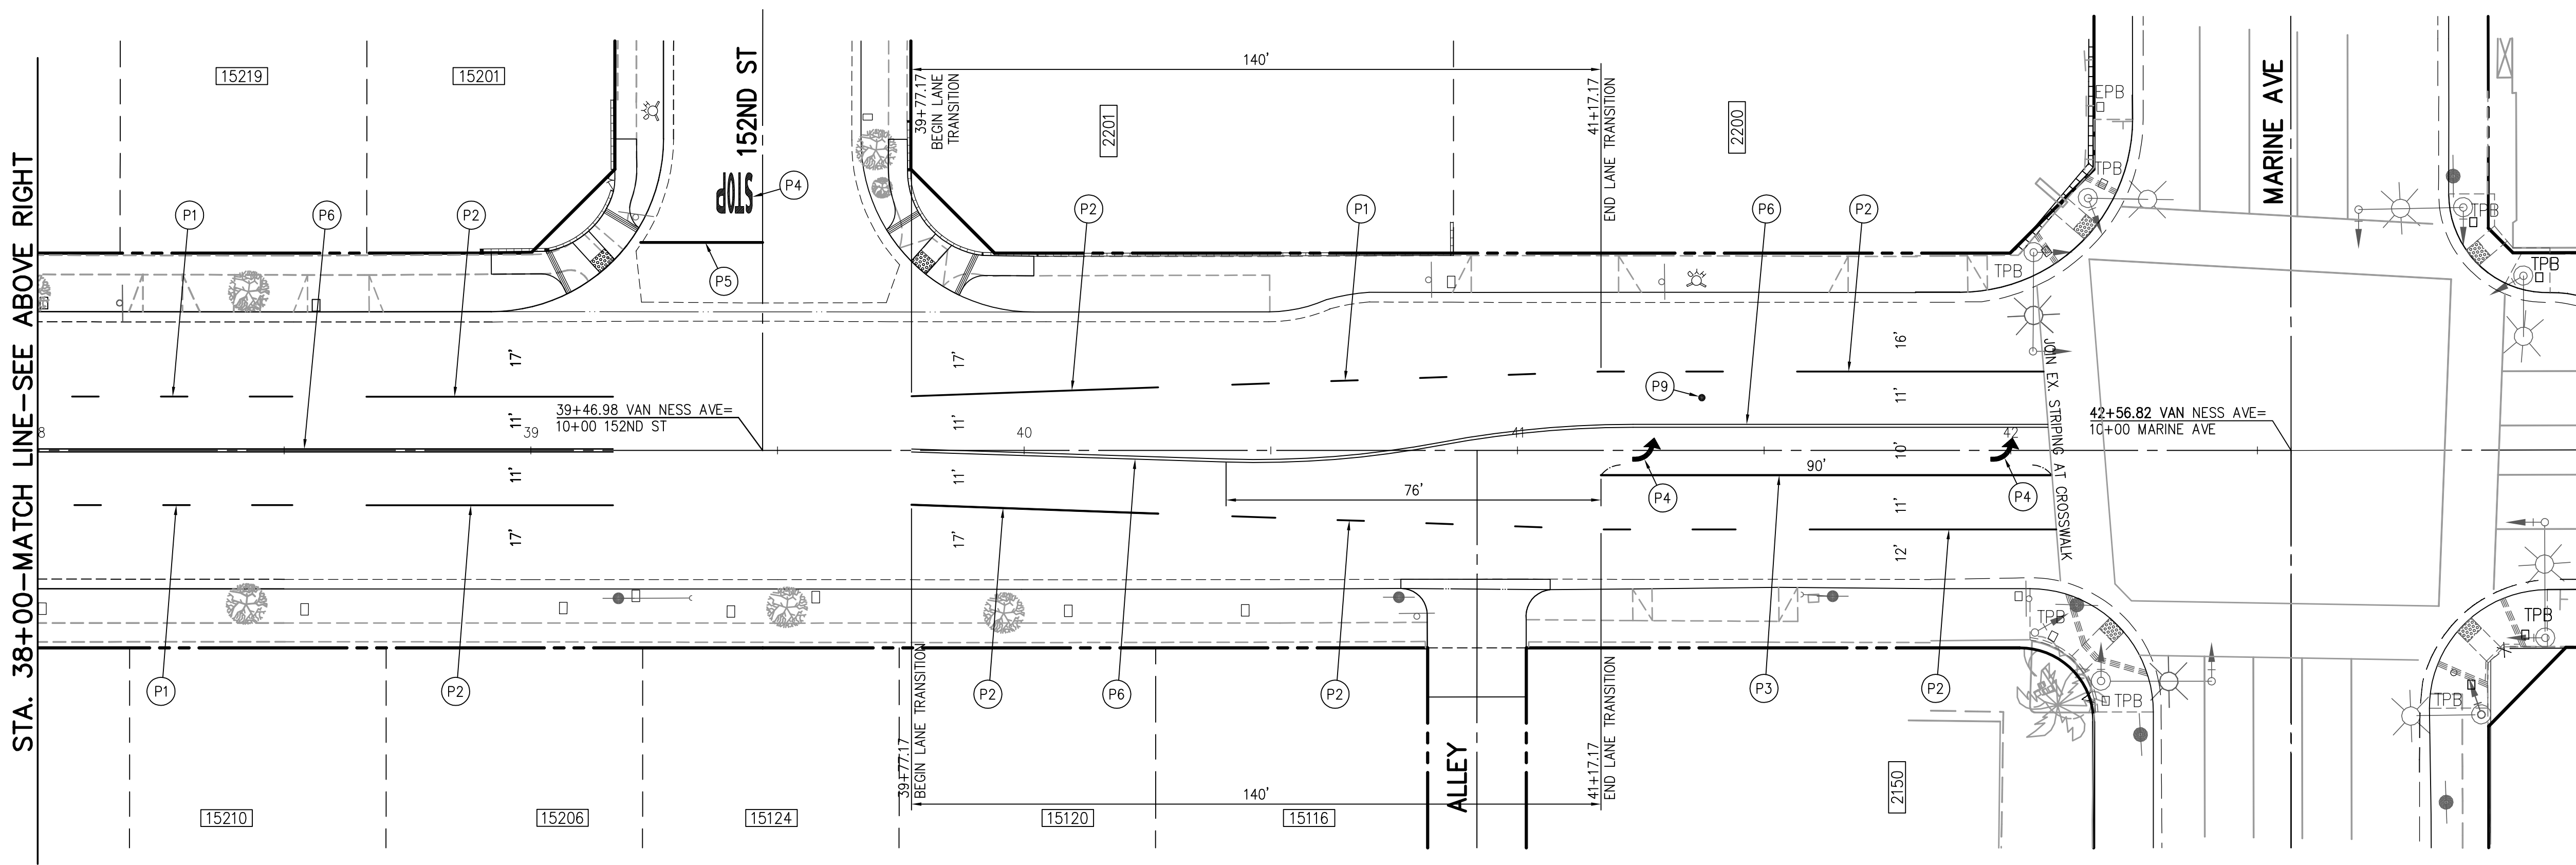 STA. 38+00-MATCH LINE-SEE ABOVE RIGHT
15219
15201
152ND ST
STOP
P4
P5
39+77.17
BEGIN LANE
TRANSITION
140'
2201
41+17.17
END LANE TRANSITION
2200
EPB
TPB
TPB
MARINE AVE
TPB
TPB
P1
P6
P2
P2
P1
P6
P2
17'
17'
16'
11'
11'
11'
P9
39+46.98 VAN NESS AVE=
10+00 152ND ST
42+56.82 VAN NESS AVE=
10+00 MARINE AVE
JOIN EX. STRIPING AT CROSSWALK
8
39
40
41
42
11'
11'
10'
90'
76'
P4
P4
11'
17'
17'
12'
P1
P2
P2
P6
P2
P3
P2
TPB
TPB
TPB
TPB
39+77.17
BEGIN LANE TRANSITION
140'
41+17.17
END LANE TRANSITION
ALLEY
2150
15210
15206
15124
15120
15116